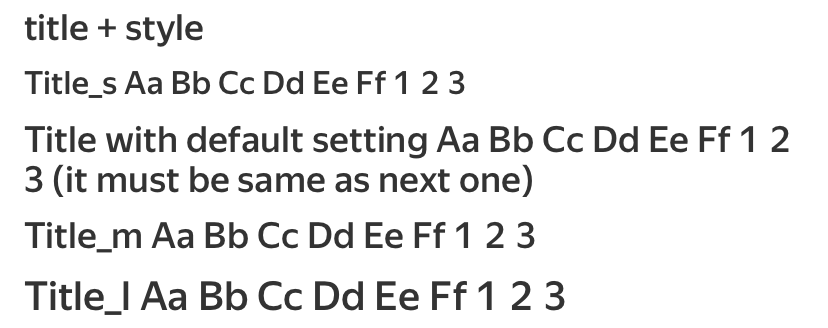 title + style
Title_s Aa Bb Cc Dd Ee Ff 1 2 3
Title with default setting Aa Bb Cc Dd Ee Ff 1 2
3 (it must be same as next one)
Title_m Aa Bb Cc Dd Ee Ff 1 2 3
Title_l Aa Bb Cc Dd Ee Ff 1 2 3